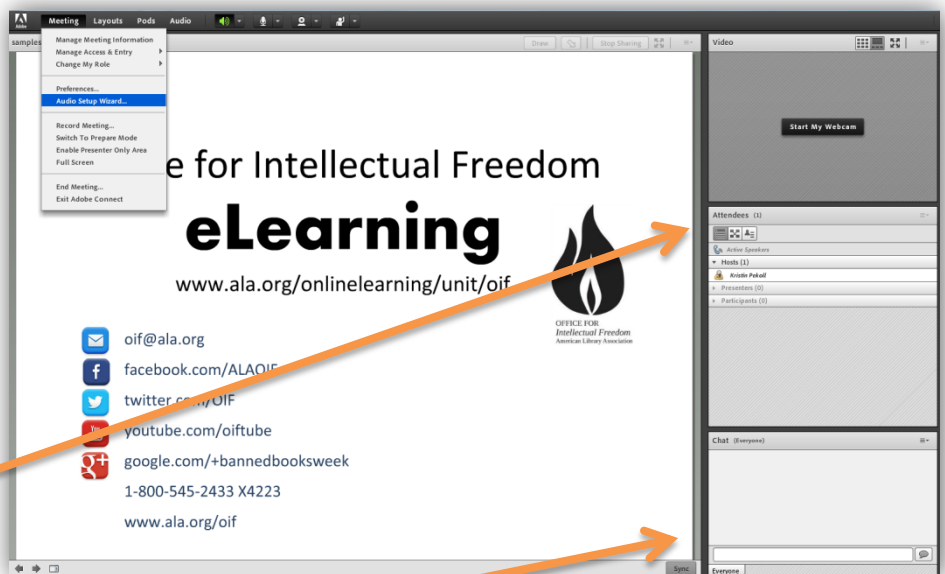 Adobe
Meeting Layouts Pods Audio
samples
Draw Stop Sharing
Manage Meeting Information
Manage Access & Entry
Change My Role
Preferences...
Audio Setup Wizard...
Record Meeting...
Switch To Prepare Mode
Enable Presenter Only Area
Full Screen
End Meeting...
Exit Adobe Connect
e for Intellectual Freedom
eLearning
www.ala.org/onlinelearning/unit/oif
OFFICE FOR
Intellectual Freedom
American Library Association
oif@ala.org
facebook.com/ALAOIF
twitter.com/OIF
youtube.com/oiftube
google.com/+bannedbooksweek
1-800-545-2433 X4223
www.ala.org/oif
Sync
Video
Start My Webcam
Attendees (1)
Active Speakers
Hosts (1)
Kristin Pekoll
Presenters (0)
Participants (0)
Chat (Everyone)
Everyone